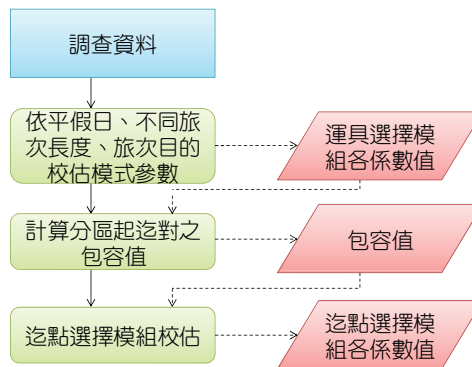 調查資料
依平假日、不同旅
次長度、旅次目的
校估模式參數
運具選擇模
組各係數值
計算分區起迄對之
包容值
包容值
迄點選擇模組校估
迄點選擇模
組各係數值